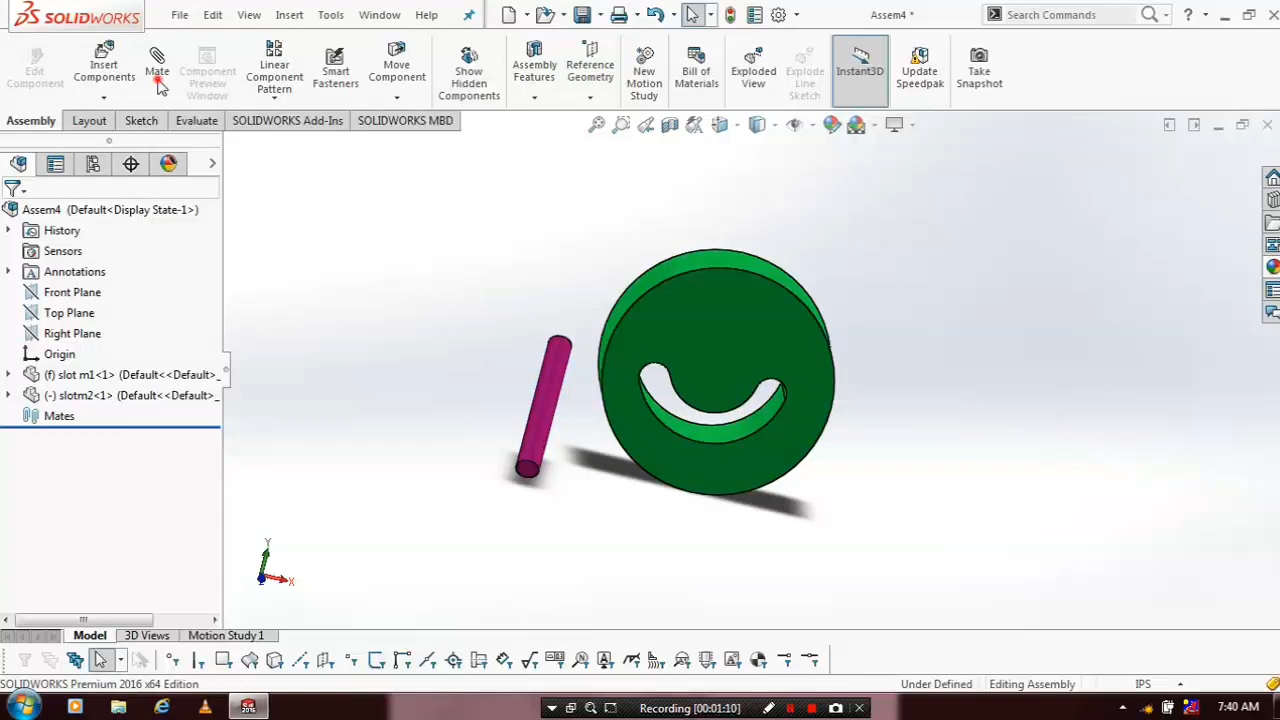 SOLIDWORKS
File Edit View Insert Tools Window Help
Assem4 *
Search Commands
Edit Component
Insert Components
Mate
Component Preview Window
Linear Component Pattern
Smart Fasteners
Move Component
Show Hidden Components
Assembly Features
Reference Geometry
New Motion Study
Bill of Materials
Exploded View
Explode Line Sketch
Instant3D
Update Speedpak
Take Snapshot
Assembly Layout Sketch Evaluate SOLIDWORKS Add-Ins SOLIDWORKS MBD
Assem4 (Default<Display State-1>)
History
Sensors
Annotations
Front Plane
Top Plane
Right Plane
Origin
(f) slot m1<1> (Default<<Default>_
(-) slotm2<1> (Default<<Default>_
Mates
Y
X
Model 3D Views Motion Study 1
SOLIDWORKS Premium 2016 x64 Edition
Under Defined Editing Assembly IPS
Recording [00:01:10]
7:40 AM